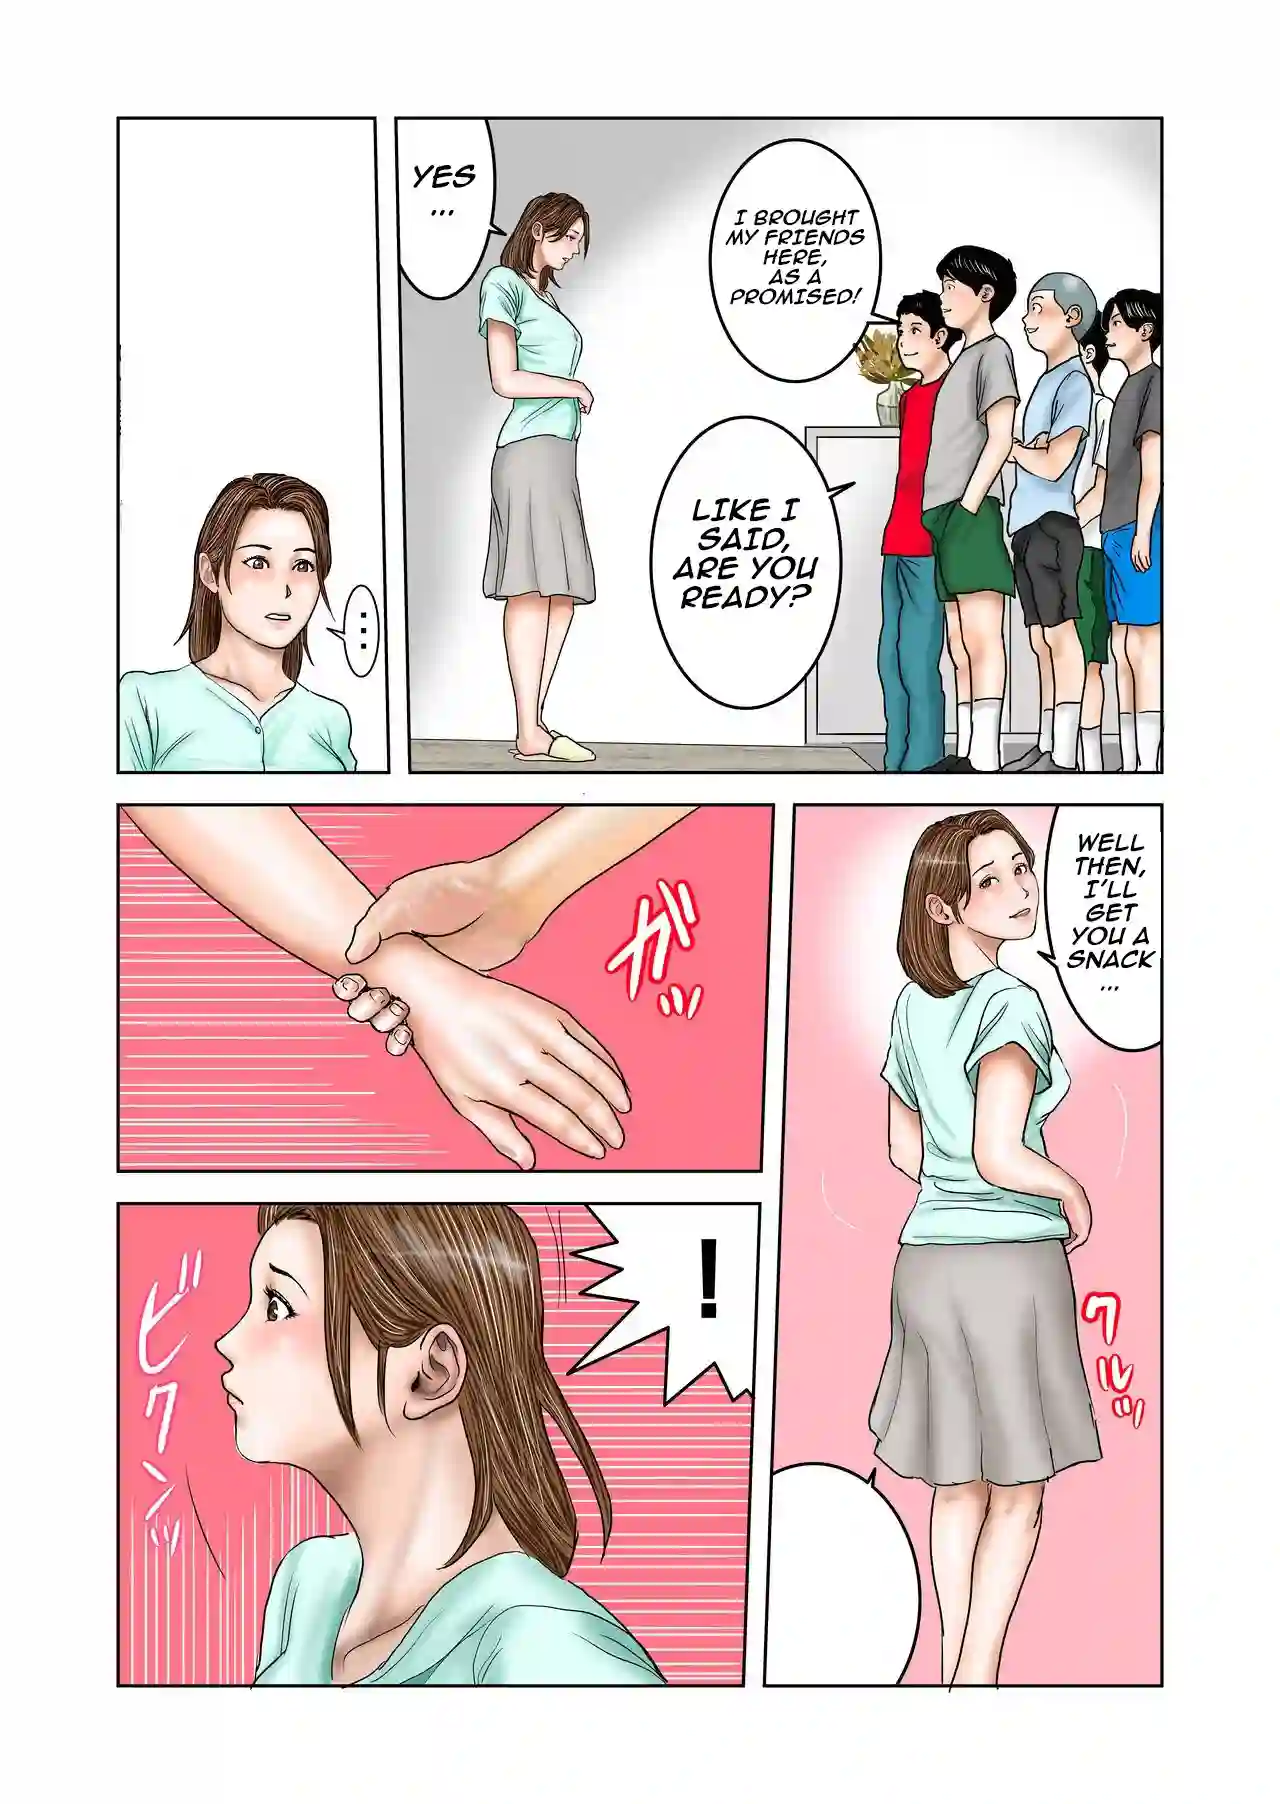 I BROUGHT
MY FRIENDS
HERE,
AS A
PROMISED!
YES
...
LIKE I
SAID,
ARE YOU
READY?
...
WELL
THEN,
I'LL
GET
YOU A
SNACK
...
クルッ
ガッ
!
ビクンッ